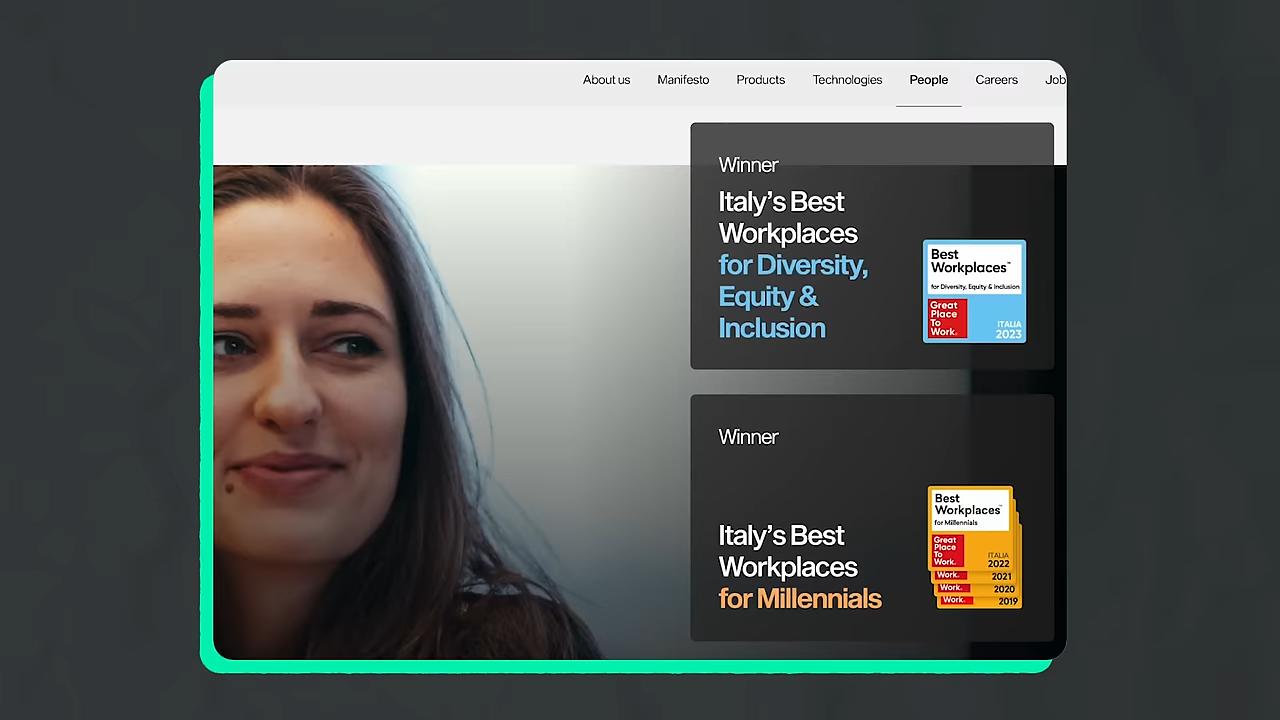 About us Manifesto Products Technologies People Careers Job
Winner
Italy's Best
Workplaces
for Diversity,
Equity &
Inclusion
Best
Workplaces™
for Diversity, Equity & Inclusion
Great
Place
To
Work.
ITALIA
2023
Winner
Italy's Best
Workplaces
for Millennials
Best
Workplaces™
for Millennials
Great
Place
To
Work.
ITALIA
2022
Work. 2021
Work. 2020
Work. 2019